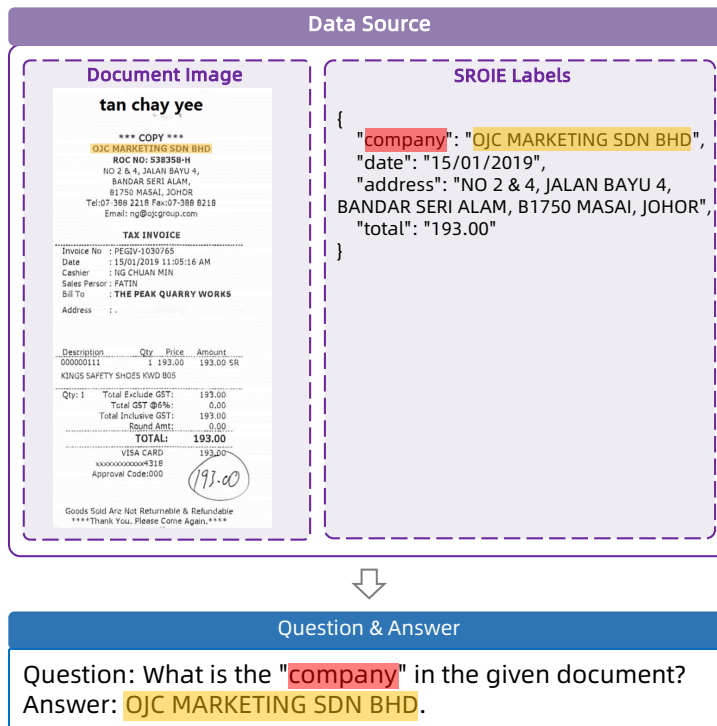 Data Source
Document Image
tan chay yee
*** COPY ***
OJC MARKETING SDN BHD
ROC NO: 538358-H
NO 2 & 4, JALAN BAYU 4,
BANDAR SERI ALAM,
81750 MASAI, JOHOR
Tel:07-388 2218 Fax:07-388 8218
Email: ng@ojcgroup.com
TAX INVOICE
Invoice No : PEGIV-1030765
Date : 15/01/2019 11:05:16 AM
Cashier : NG CHUAN MIN
Sales Persor : FATIN
Bill To : THE PEAK QUARRY WORKS
Address : .
Description Qty Price Amount
000000111 1 193.00 193.00 SR
KINGS SAFETY SHOES KWD 805
Qty: 1 Total Exclude GST: 193.00
Total GST @6%: 0.00
Total Inclusive GST: 193.00
Round Amt: 0.00
TOTAL: 193.00
VISA CARD 193.00
xxxxxxxxxxxx4318
Approval Code:000
193.00
Goods Sold Are Not Returnable & Refundable
****Thank You. Please Come Again.****
SROIE Labels
{
"company": "OJC MARKETING SDN BHD",
"date": "15/01/2019",
"address": "NO 2 & 4, JALAN BAYU 4,
BANDAR SERI ALAM, B1750 MASAI, JOHOR",
"total": "193.00"
}
Question & Answer
Question: What is the "company" in the given document?
Answer: OJC MARKETING SDN BHD.